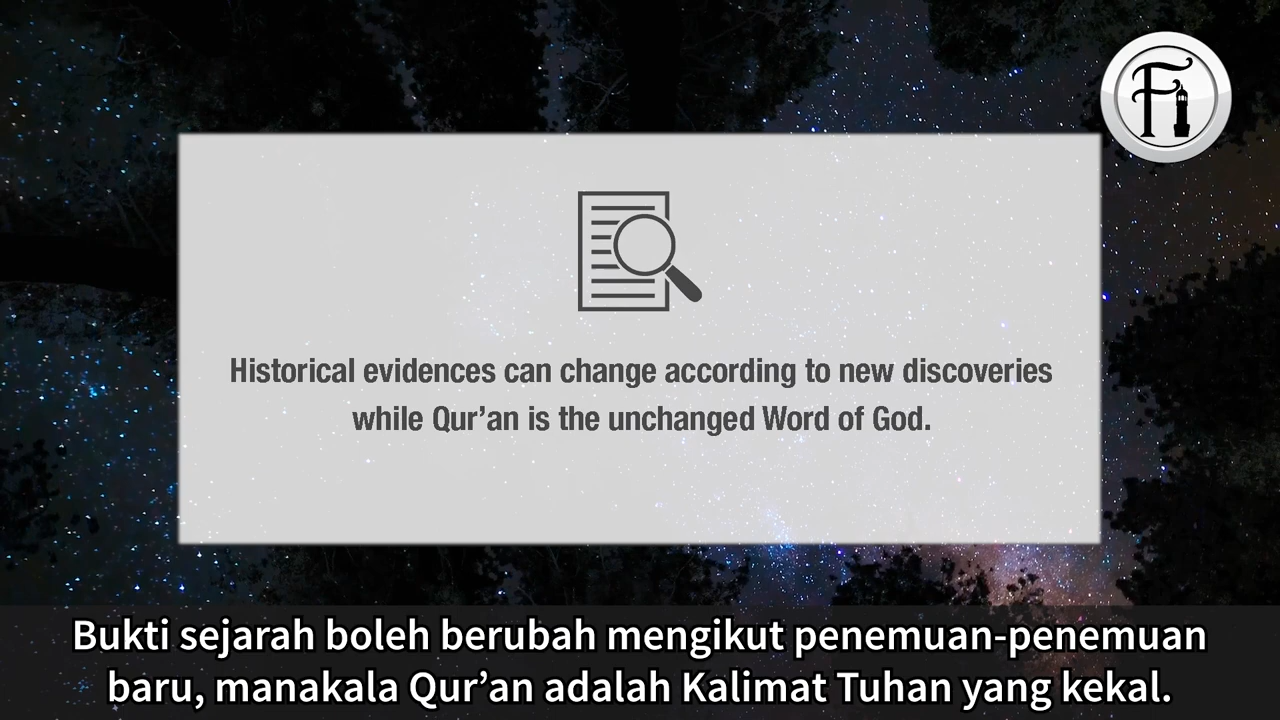 Fi
Historical evidences can change according to new discoveries
while Qur’an is the unchanged Word of God.
Bukti sejarah boleh berubah mengikut penemuan-penemuan
baru, manakala Qur’an adalah Kalimat Tuhan yang kekal.